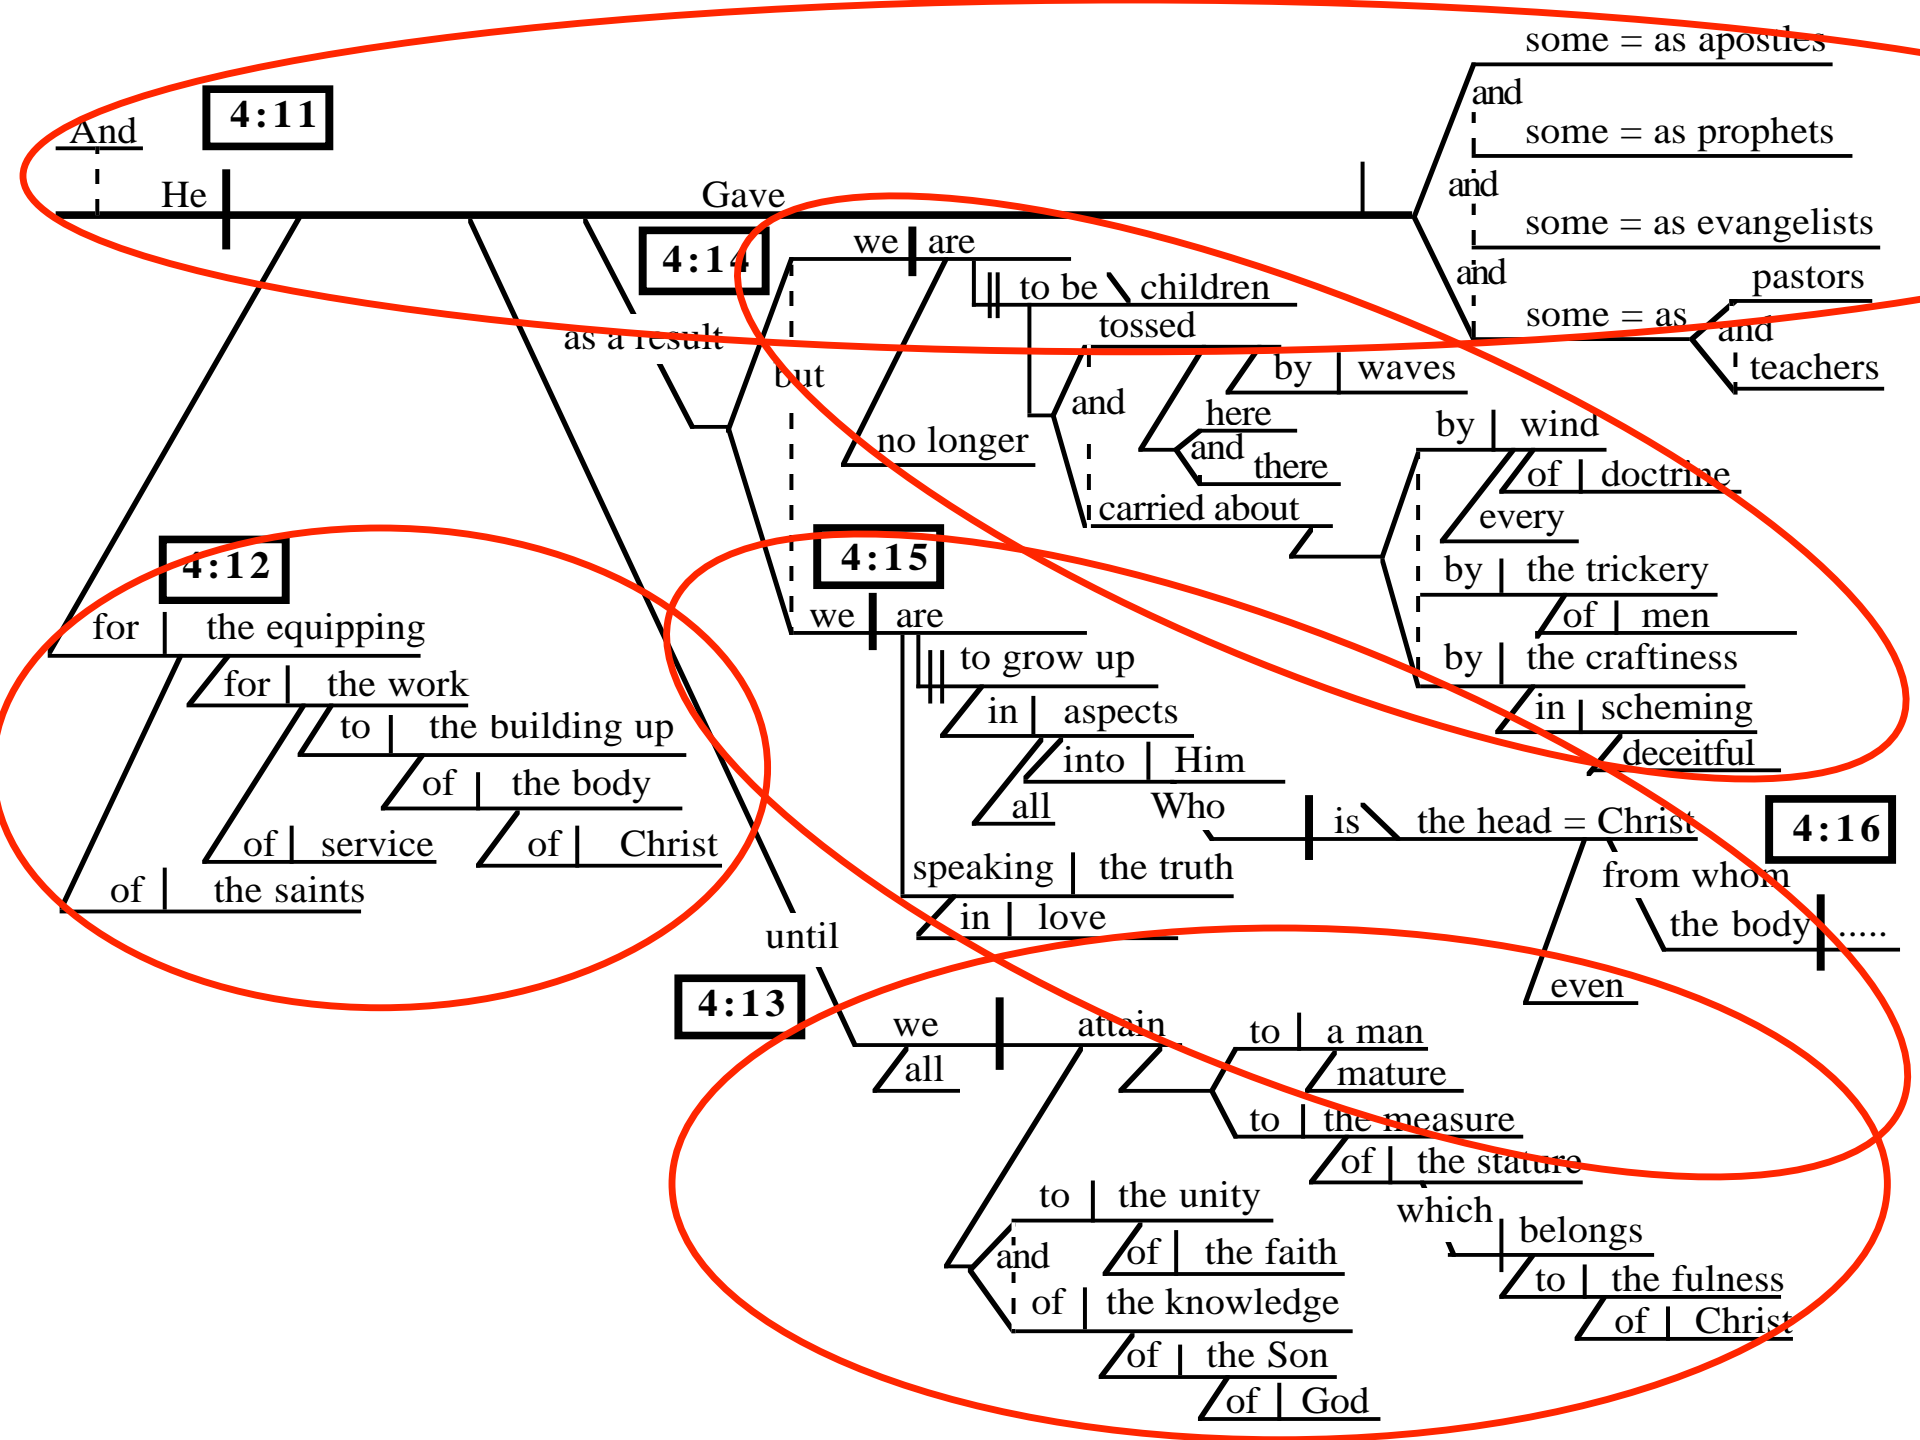 some = as apostles
and
4:11
And
some = as prophets
He
Gave
and
some = as evangelists
we are
4:14
and
pastors
to be children
some = as
and
tossed
as a result
but
by waves
teachers
and
here
and
there
by wind
no longer
of doctrine
carried about
every
4:12
4:15
by the trickery
for the equipping
we are
of men
to grow up
by the craftiness
for the work
in aspects
in scheming
to the building up
into Him
deceitful
of the body
all
Who
is the head = Christ
4:16
of service
of Christ
speaking the truth
from whom
of the saints
in love
the body .....
until
even
4:13
we attain
to a man
all
mature
to the measure
of the stature
to the unity
which
belongs
and
of the faith
to the fulness
of the knowledge
of Christ
of the Son
of God